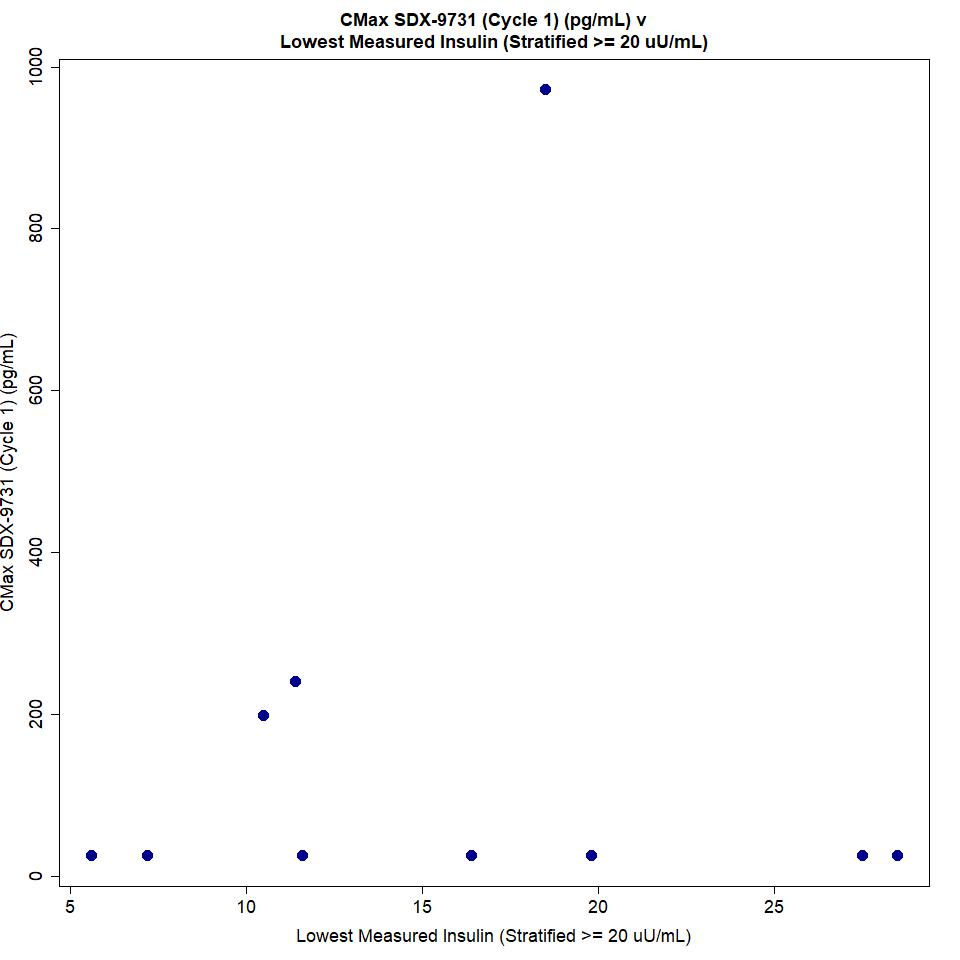 CMax SDX-9731 (Cycle 1) (pg/mL) v
Lowest Measured Insulin (Stratified >= 20 uU/mL)
CMax SDX-9731 (Cycle 1) (pg/mL)
1000
800
600
400
200
0
5 10 15 20 25
Lowest Measured Insulin (Stratified >= 20 uU/mL)